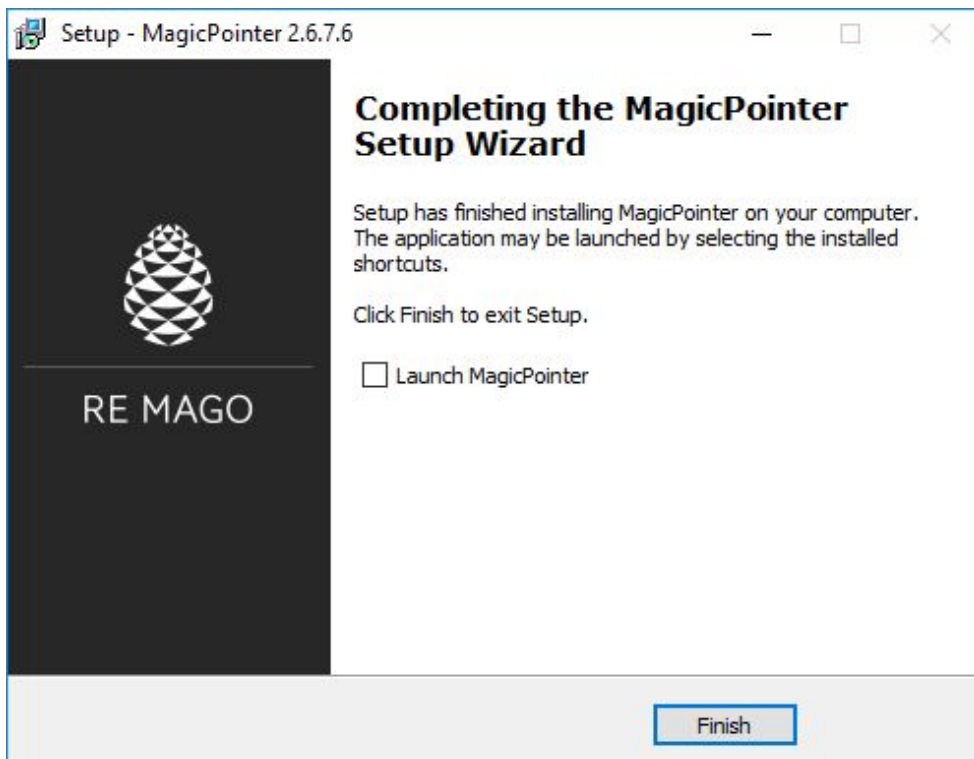 Setup - MagicPointer 2.6.7.6
Completing the MagicPointer
Setup Wizard
Setup has finished installing MagicPointer on your computer.
The application may be launched by selecting the installed
shortcuts.
Click Finish to exit Setup.
Launch MagicPointer
RE MAGO
Finish